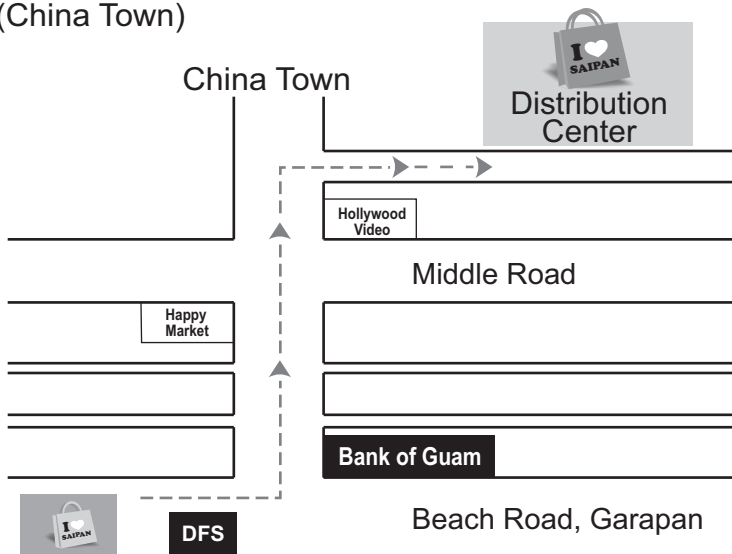 (China Town)
China Town
I
SAIPAN
Distribution
Center
Hollywood
Video
Middle Road
Happy
Market
Bank of Guam
I
SAIPAN
DFS
Beach Road, Garapan